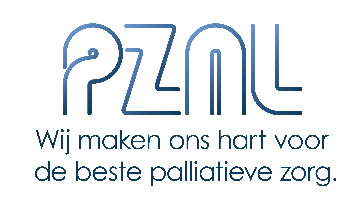 PZNL
Wij maken ons hart voor
de beste palliatieve zorg.